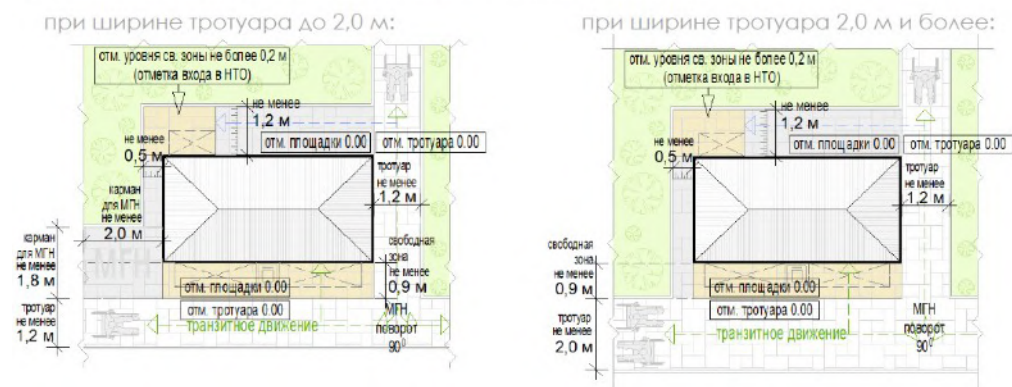 при ширине тротуара до 2,0 м:
отм. уровня св. зоны не более 0,2 м
(отметка входа в НТО)
не менее
1,2 м
отм. площадки 0.00
отм. тротуара 0.00
не менее
0,5 м
тротуар
не менее
1,2 м
карман
для МГН
не менее
2,0 м
карман
для МГН
не менее
1,8 м
МГН
свободная
зона
не менее
0,9 м
отм. площадки 0.00
отм. тротуара 0.00
тротуар
не менее
1,2 м
транзитное движение
МГН
поворот
90⁰
при ширине тротуара 2,0 м и более:
отм. уровня св. зоны не более 0,2 м
(отметка входа в НТО)
не менее
1,2 м
отм. площадки 0.00
отм. тротуара 0.00
не менее
0,5 м
тротуар
не менее
1,2 м
свободная
зона
не менее
0,9 м
отм. площадки 0.00
отм. тротуара 0.00
тротуар
не менее
2,0 м
транзитное движение
МГН
поворот
90⁰